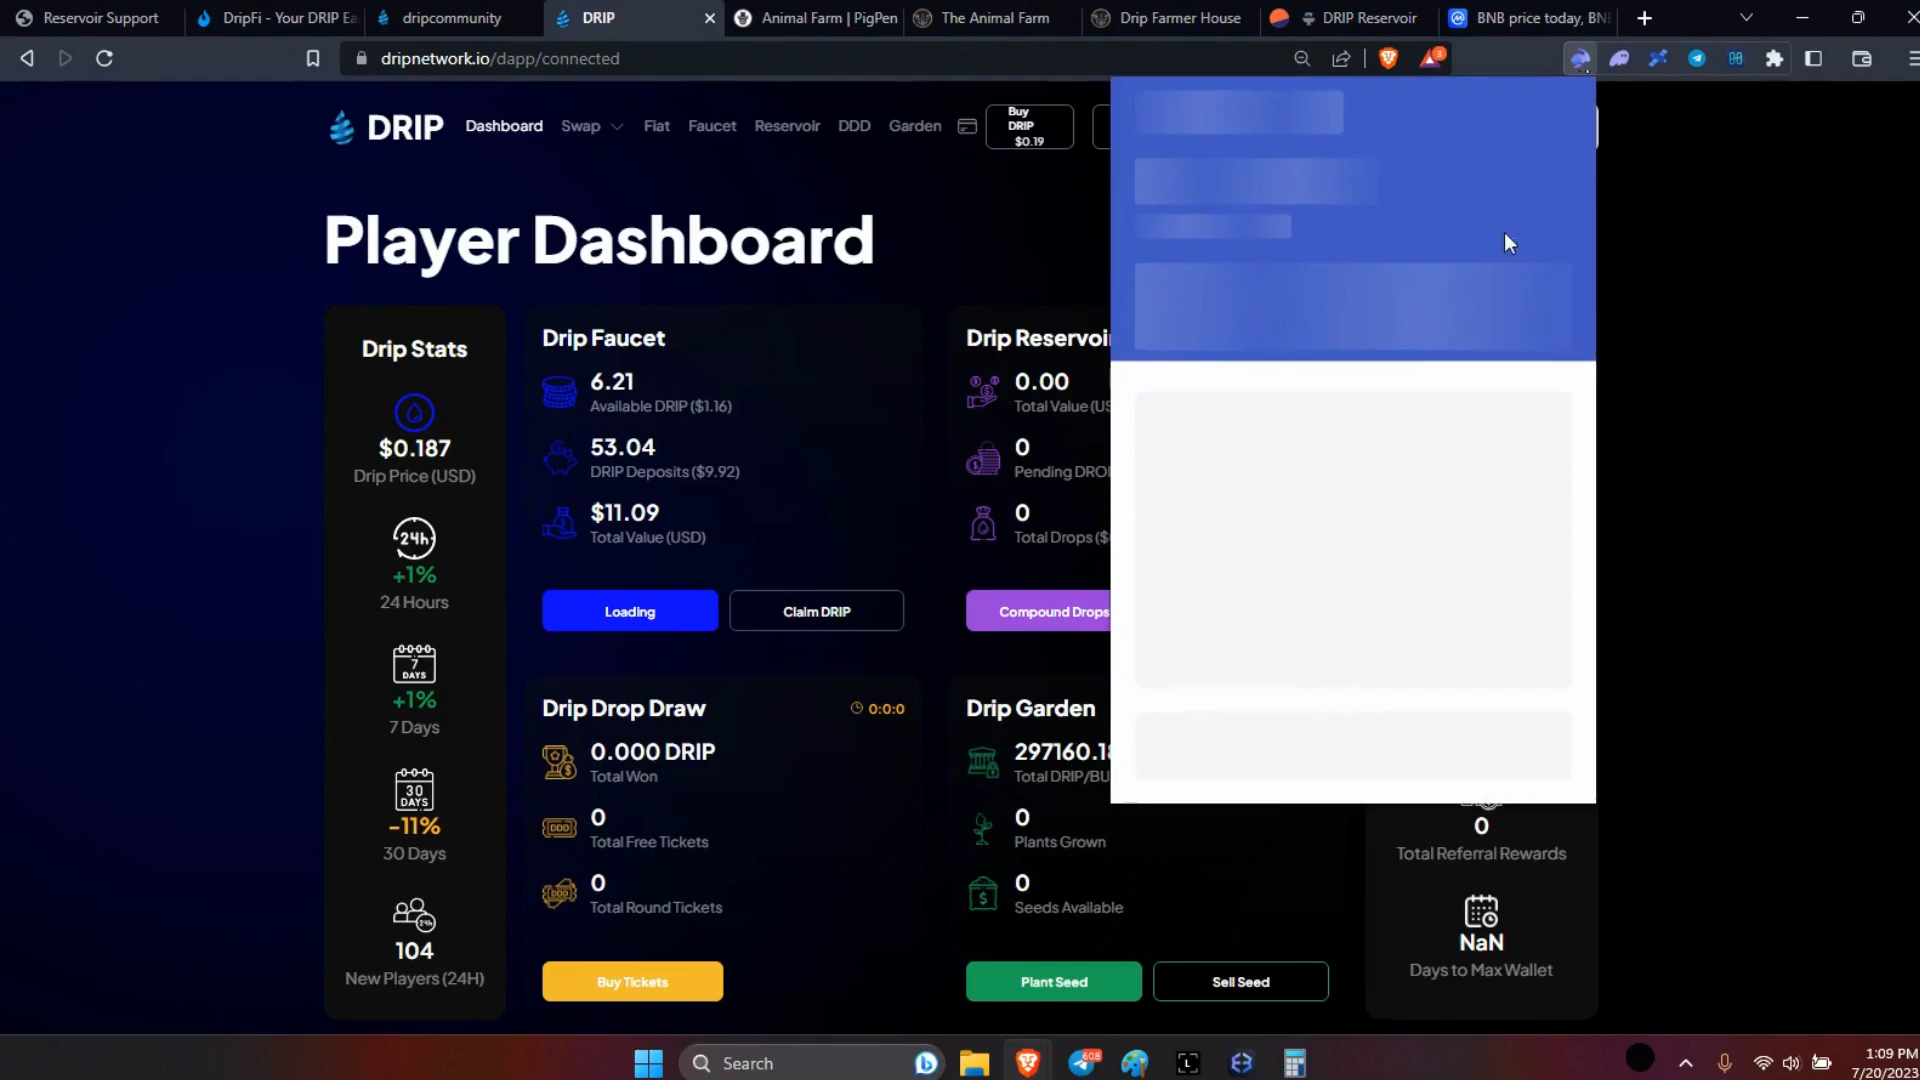 Reservoir Support
DripFi - Your DRIP Ea
dripcommunity
DRIP
Animal Farm | PigPen
The Animal Farm
Drip Farmer House
DRIP Reservoir
BNB price today, BN
dripnetwork.io/dapp/connected
3
DRIP
Dashboard
Swap
Fiat
Faucet
Reservoir
DDD
Garden
Buy
DRIP
$0.19
Player Dashboard
Drip Stats
$0.187
Drip Price (USD)
24h
+1%
24 Hours
7
DAYS
+1%
7 Days
30
DAYS
-11%
30 Days
24h
104
New Players (24H)
Drip Faucet
6.21
Available DRIP ($1.16)
53.04
DRIP Deposits ($9.92)
$11.09
Total Value (USD)
Loading
Claim DRIP
Drip Reservoi
0.00
Total Value (US
0
Pending DRO
0
Total Drops ($
Compound Drops
Drip Drop Draw
0:0:0
0.000 DRIP
Total Won
DDD
0
Total Free Tickets
DDD
0
Total Round Tickets
Buy Tickets
Drip Garden
297160.18
Total DRIP/BU
0
Plants Grown
0
Seeds Available
Plant Seed
Sell Seed
0
Total Referral Rewards
NaN
Days to Max Wallet
Search
608
L
1:09 PM
7/20/2023